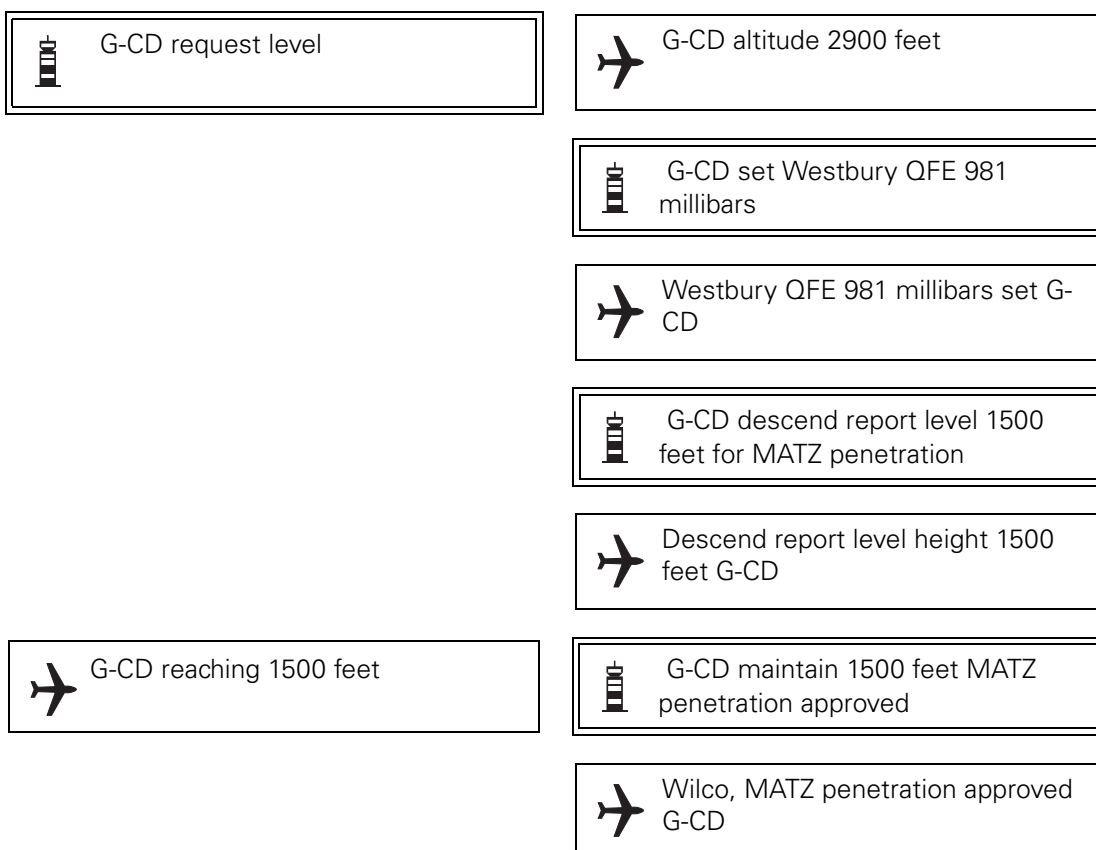 G-CD request level
G-CD altitude 2900 feet
G-CD set Westbury QFE 981
millibars
Westbury QFE 981 millibars set G-
CD
G-CD descend report level 1500
feet for MATZ penetration
Descend report level height 1500
feet G-CD
G-CD reaching 1500 feet
G-CD maintain 1500 feet MATZ
penetration approved
Wilco, MATZ penetration approved
G-CD